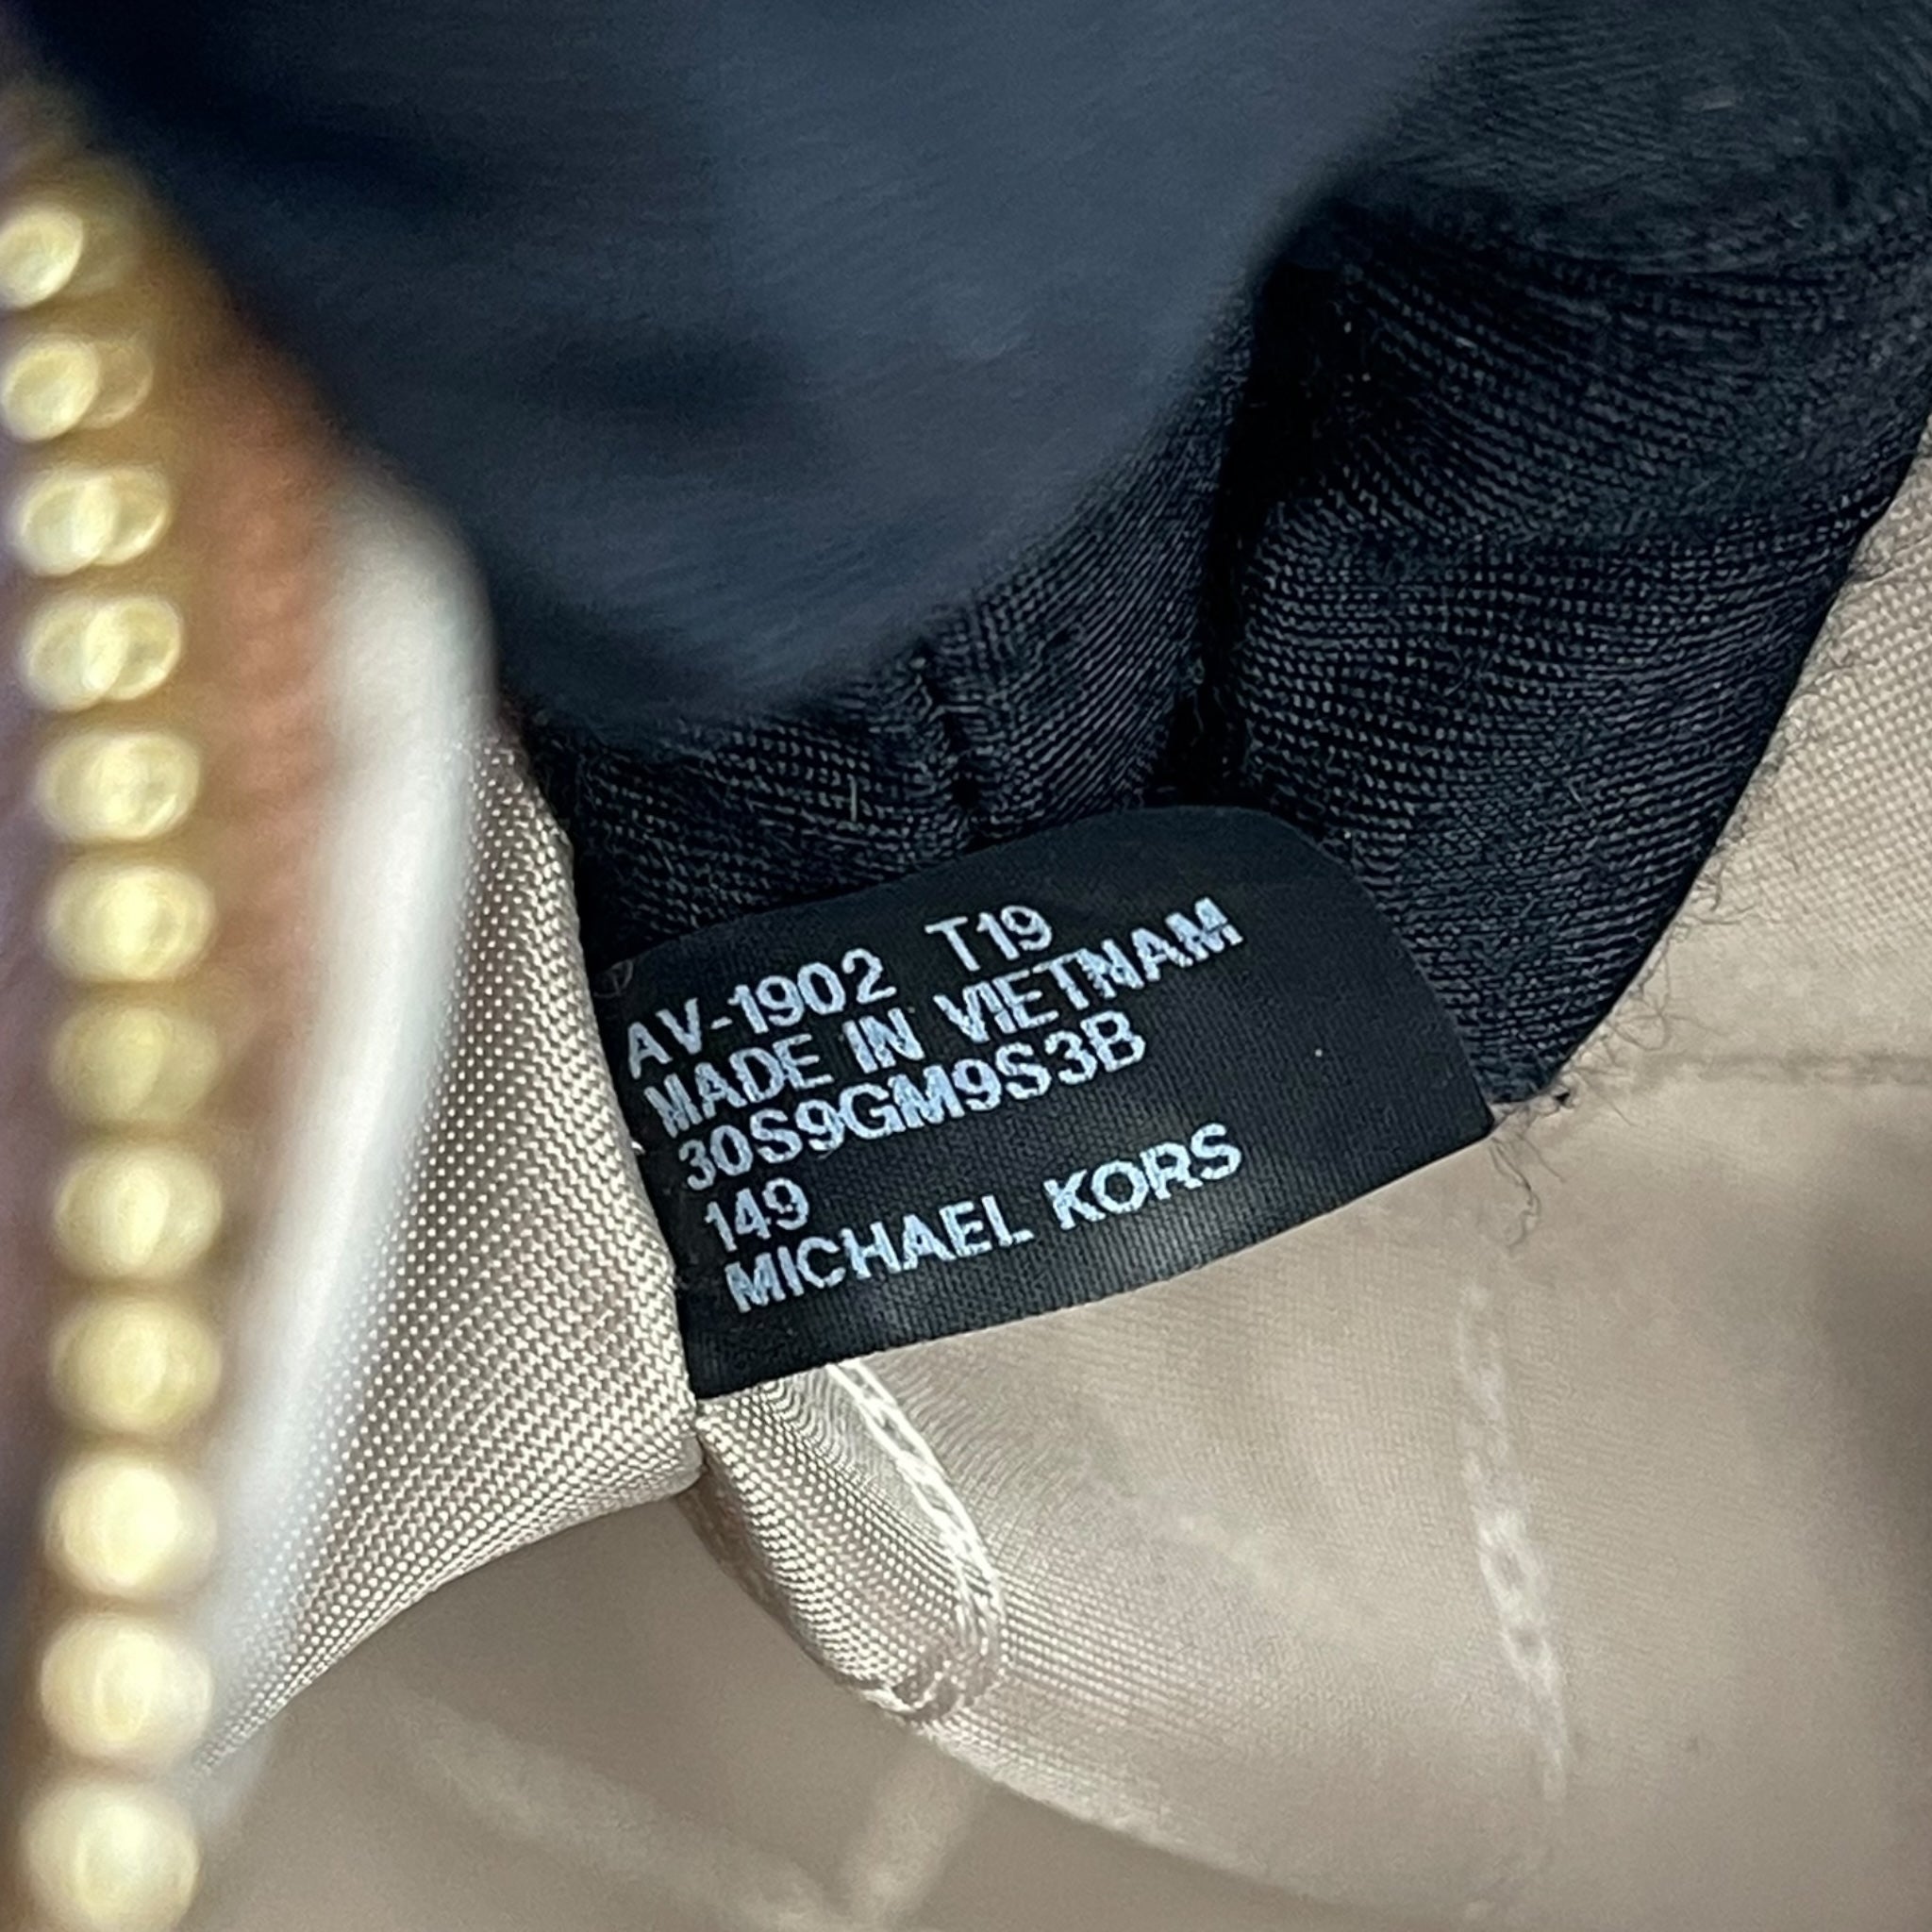 AV-1902 T19
MADE IN VIETNAM
30S9GM9S3B
149
MICHAEL KORS